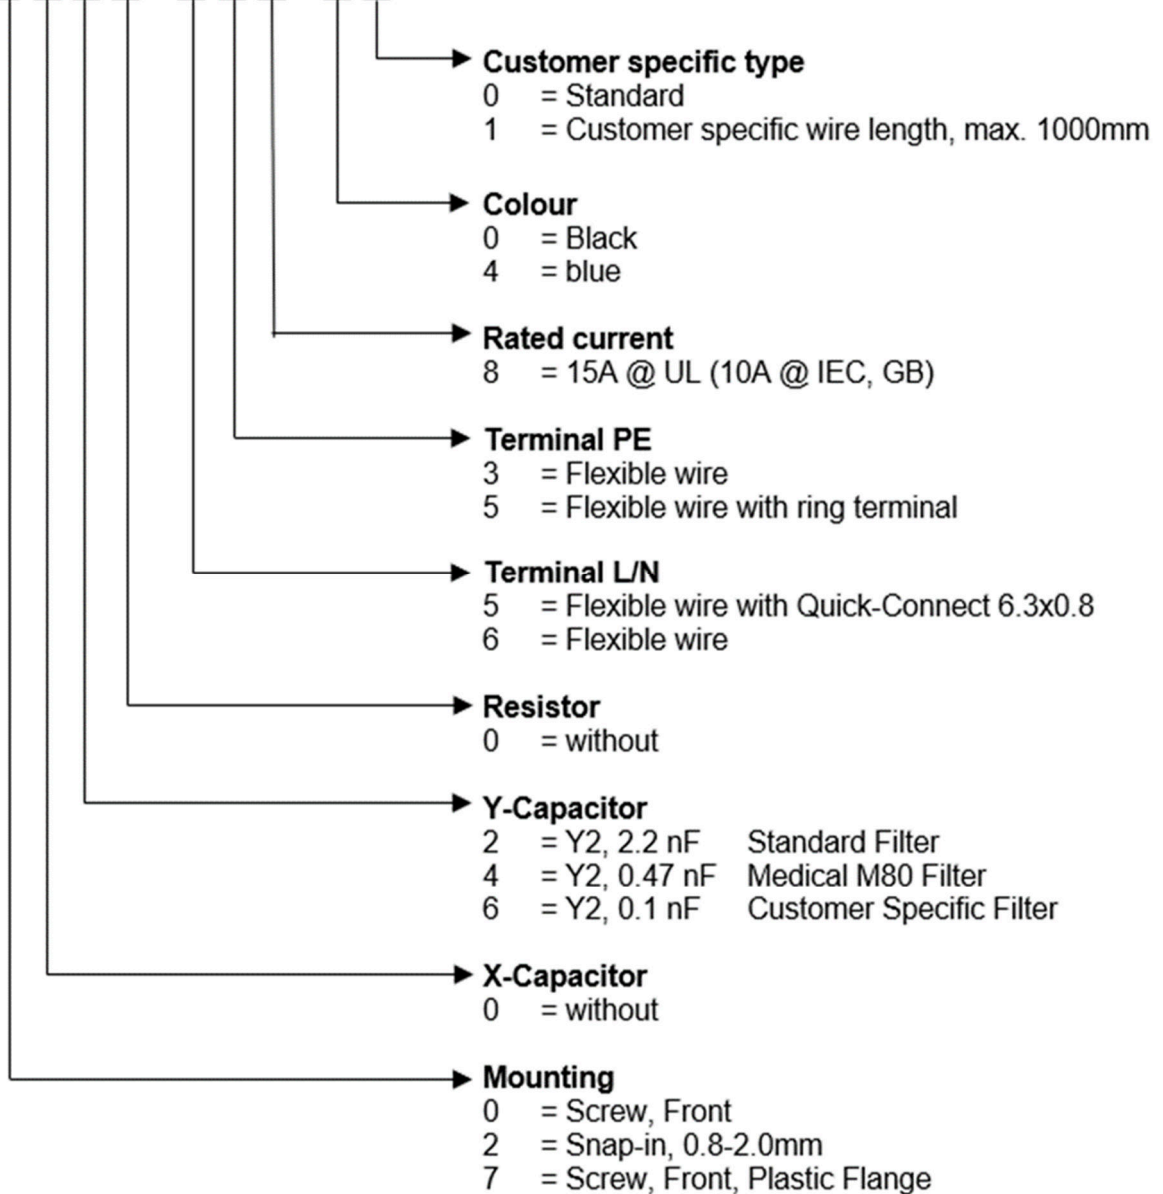 Customer specific type
0 = Standard
1 = Customer specific wire length, max. 1000mm
Colour
0 = Black
4 = blue
Rated current
8 = 15A @ UL (10A @ IEC, GB)
Terminal PE
3 = Flexible wire
5 = Flexible wire with ring terminal
Terminal L/N
5 = Flexible wire with Quick-Connect 6.3x0.8
6 = Flexible wire
Resistor
0 = without
Y-Capacitor
2 = Y2, 2.2 nF Standard Filter
4 = Y2, 0.47 nF Medical M80 Filter
6 = Y2, 0.1 nF Customer Specific Filter
X-Capacitor
0 = without
Mounting
0 = Screw, Front
2 = Snap-in, 0.8-2.0mm
7 = Screw, Front, Plastic Flange